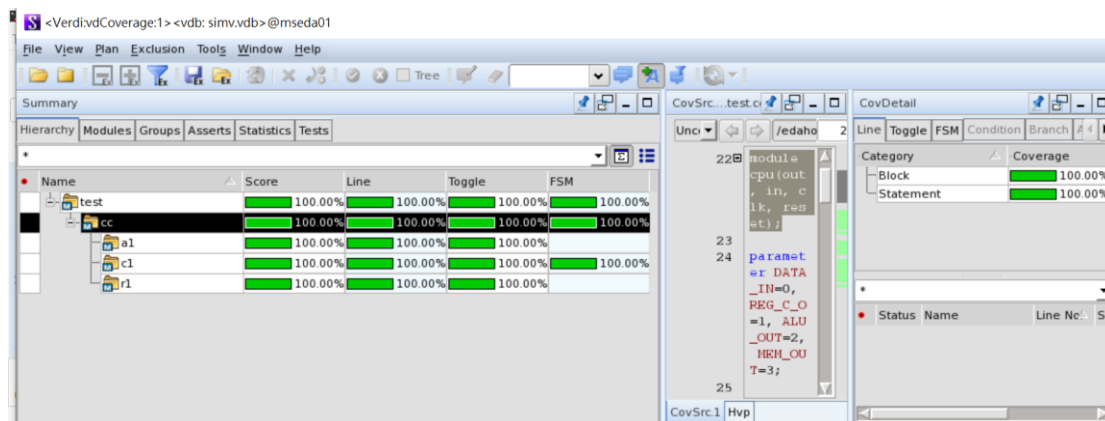 <Verdi:vdCoverage:1> <vdb: simv.vdb>@mseda01
File View Plan Exclusion Tools Window Help
Tree
Summary
Hierarchy Modules Groups Asserts Statistics Tests
*
Name Score Line Toggle FSM
test 100.00% 100.00% 100.00% 100.00%
cc 100.00% 100.00% 100.00% 100.00%
a1 100.00% 100.00% 100.00%
c1 100.00% 100.00% 100.00% 100.00%
r1 100.00% 100.00% 100.00%
CovSrc....test.c
Unc /edaho 2
22 module
cpu(out
, in, c
lk, res
et);
23
24 paramet
er DATA
_IN=0,
REG_C_O
=1, ALU
_OUT=2,
MEM_OU
T=3;
25
CovSrc.1 Hvp
CovDetail
Line Toggle FSM Condition Branch
Category Coverage
Block 100.00%
Statement 100.00%
*
Status Name Line No. S